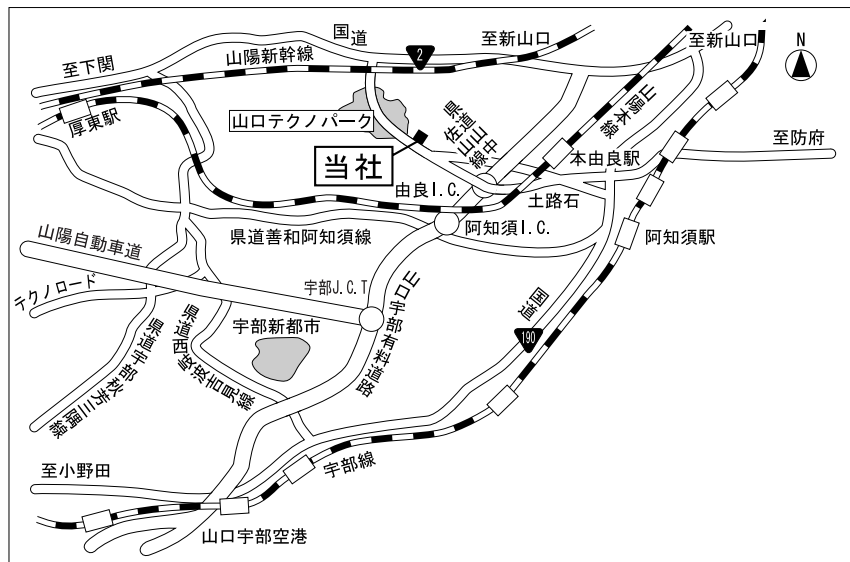 国道
2
至新山口
至新山口
N
山陽新幹線
至下関
厚東駅
山口テクノパーク
県道山口
佐山線
山陽本線
至防府
当社
本由良駅
由良I.C.
土路石
阿知須I.C.
県道善和阿知須線
阿知須駅
山陽自動車道
テクノロード
宇部J.C.T
山口宇部有料道路
国道
190
宇部新都市
県道西岐波吉見線
県道宇部秋芳三隅線
至小野田
宇部線
山口宇部空港